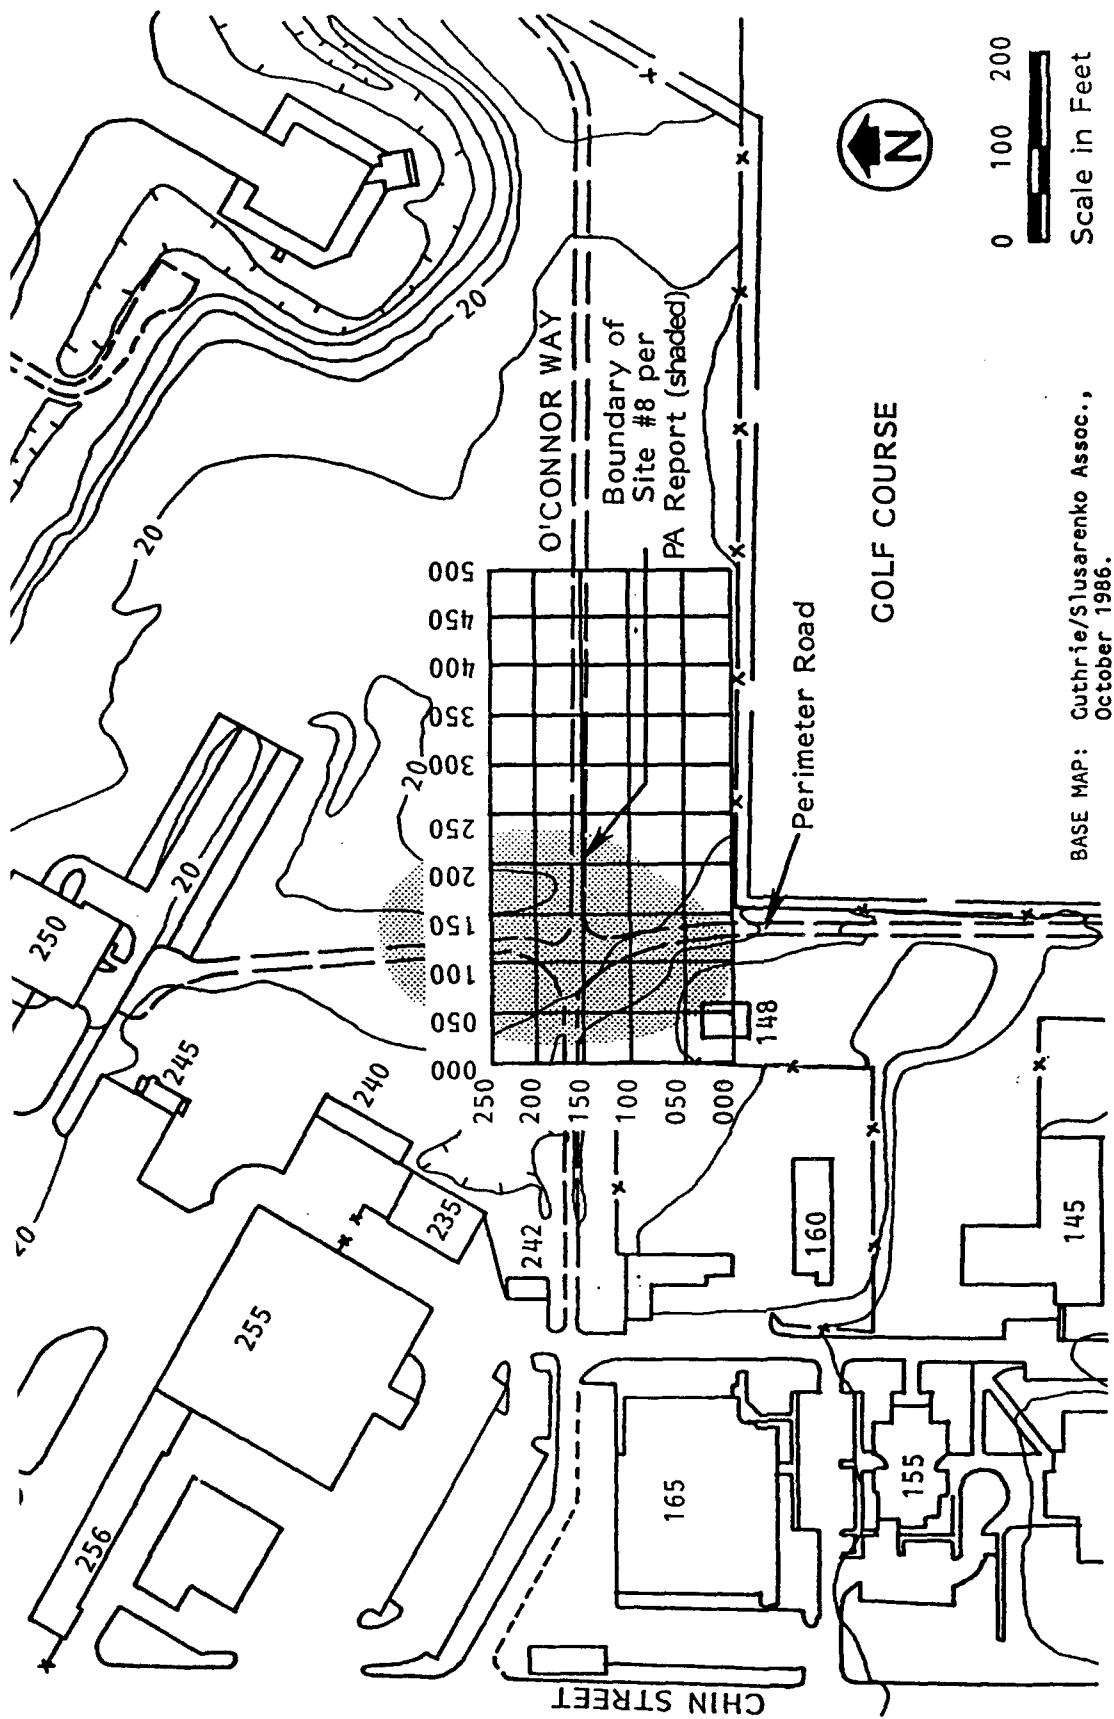 CHIN STREET
256
255
245
250
240
235
242
165
155
160
145
148
20
20
20
20
20
O'CONNOR WAY
Boundary of
Site #8 per
PA Report (shaded)
000 050 100 150 200 250 300 350 400 450 500
250
200
150
100
050
000
Perimeter Road
GOLF COURSE
N
0 100 200
Scale in Feet
BASE MAP: Guthrie/Slusarenko Assoc.,
October 1986.